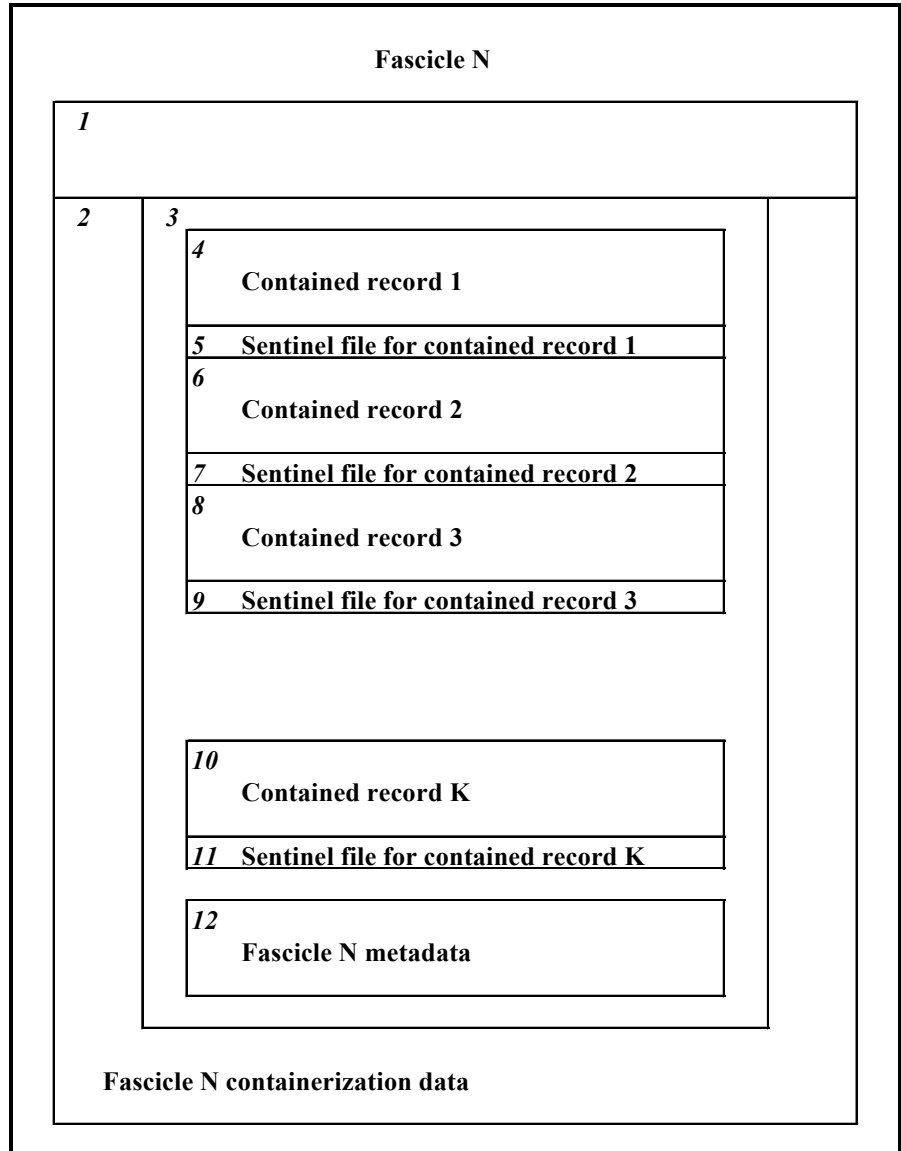 Fascicle N
1
2 3
4
Contained record 1
5 Sentinel file for contained record 1
6
Contained record 2
7 Sentinel file for contained record 2
8
Contained record 3
9 Sentinel file for contained record 3
10
Contained record K
11 Sentinel file for contained record K
12
Fascicle N metadata
Fascicle N containerization data